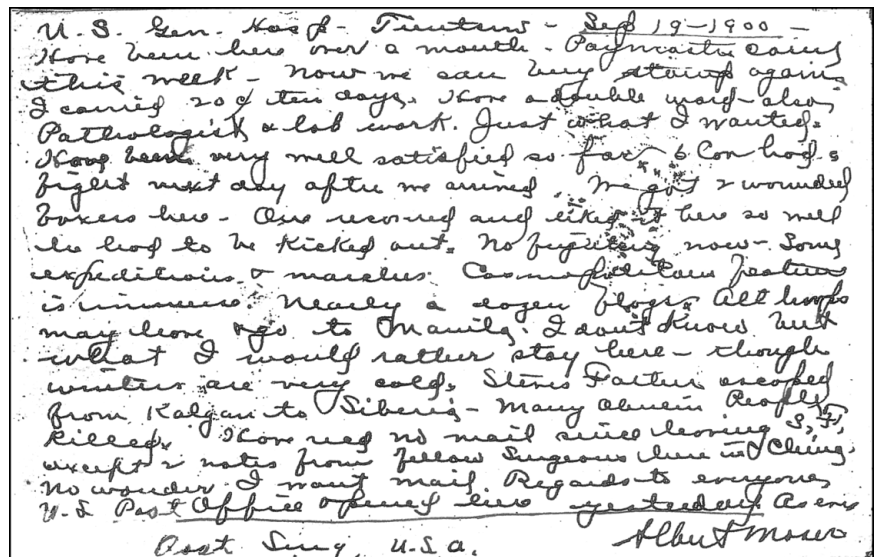 U.S. Gen. Hosp - Tientsin - Sep 19-1900 -
Have been here over a month - Paymaster came
this week - Now we can buy stamps again
I carried 20¢ ten days. Have a double ward - also
Pathologist & lab work. Just what I wanted.
Have been very well satisfied so far 6 Cav had a
fight next day after we arrived. We got 2 wounded
boxers here - One recovered and liked it here so well
he had to be kicked out. No fighting now - Some
expeditions & marches. Cosmopolitan feature
is immense. Nearly a dozen flags. All troops
may leave & go to Manila. I don't know but
what I would rather stay here - though
winters are very cold. Father escaped
from Kalgan to Siberia - Many People
killed. Have rec'd no mail since leaving S.F.,
except 2 notes from fellow Surgeons here in China.
No wonder I want mail. Regards to everyone
U.S Post Office opened here yesterday As ever
Albert Moser
Asst Surg, U.S.A.